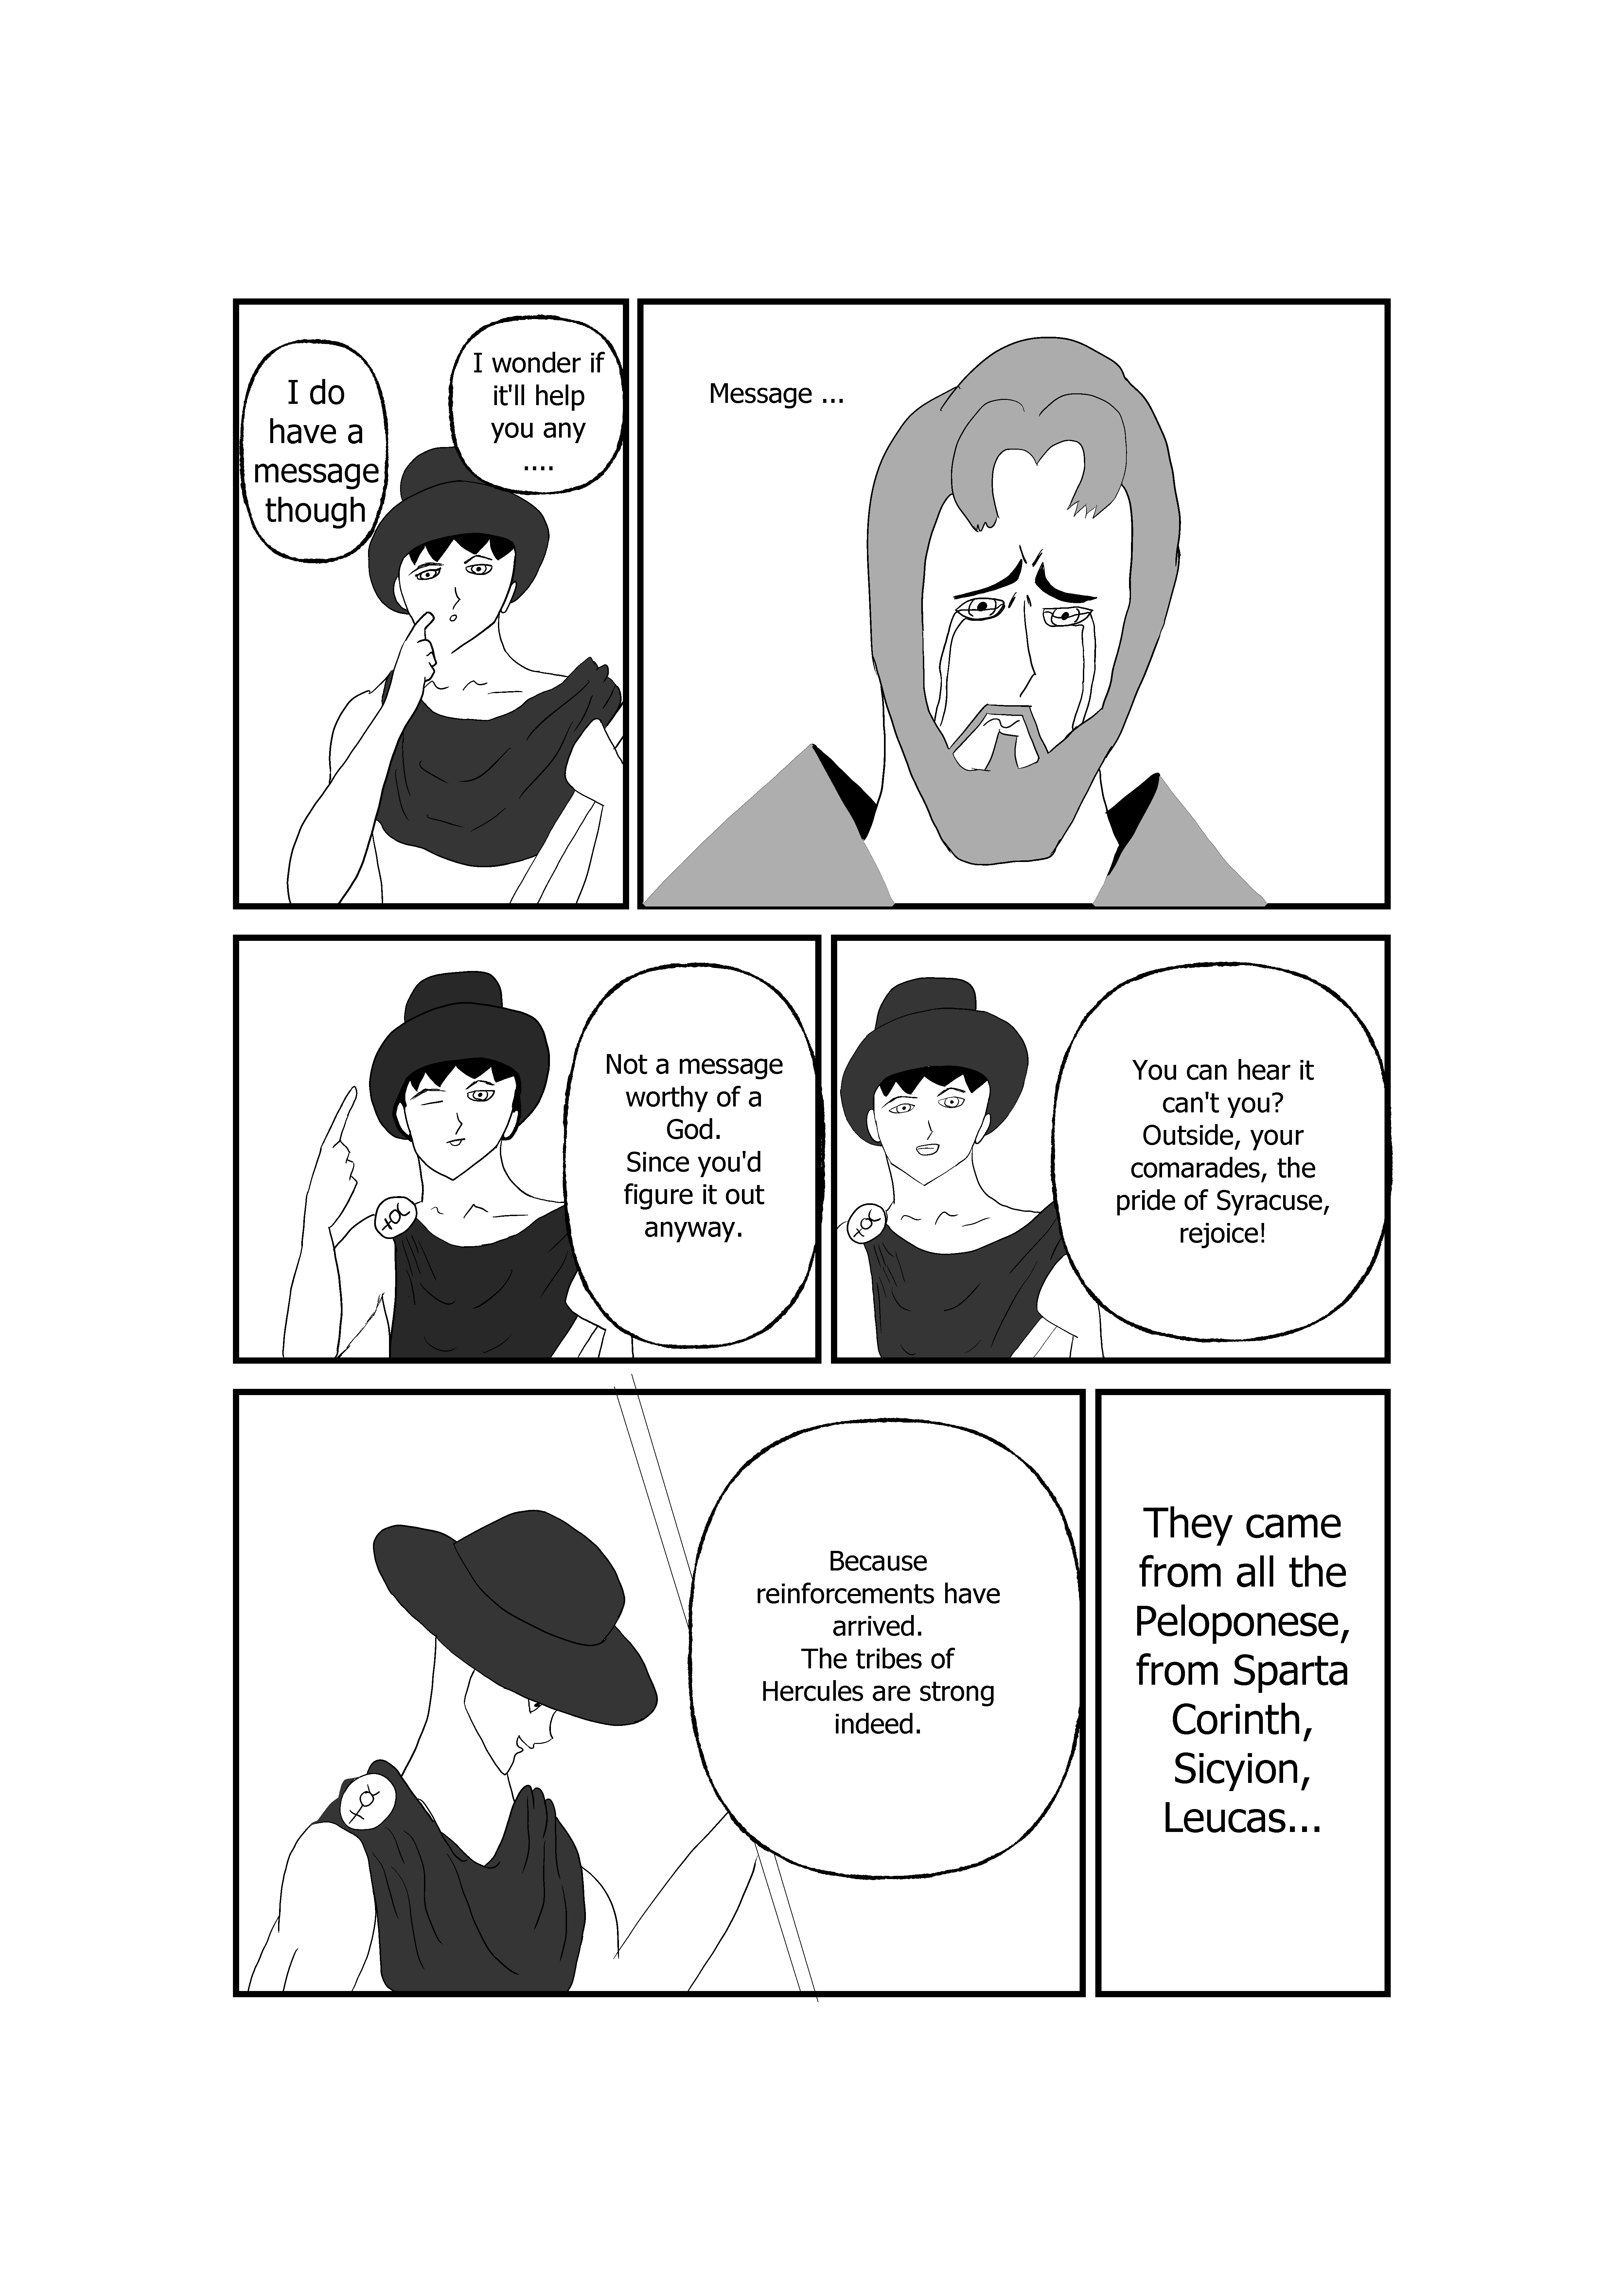 I do
have a
message
though
I wonder if
it'll help
you any
....
Message ...
Not a message
worthy of a
God.
Since you'd
figure it out
anyway.
You can hear it
can't you?
Outside, your
comarades, the
pride of Syracuse,
rejoice!
Because
reinforcements have
arrived.
The tribes of
Hercules are strong
indeed.
They came
from all the
Peloponese,
from Sparta
Corinth,
Sicyion,
Leucas...